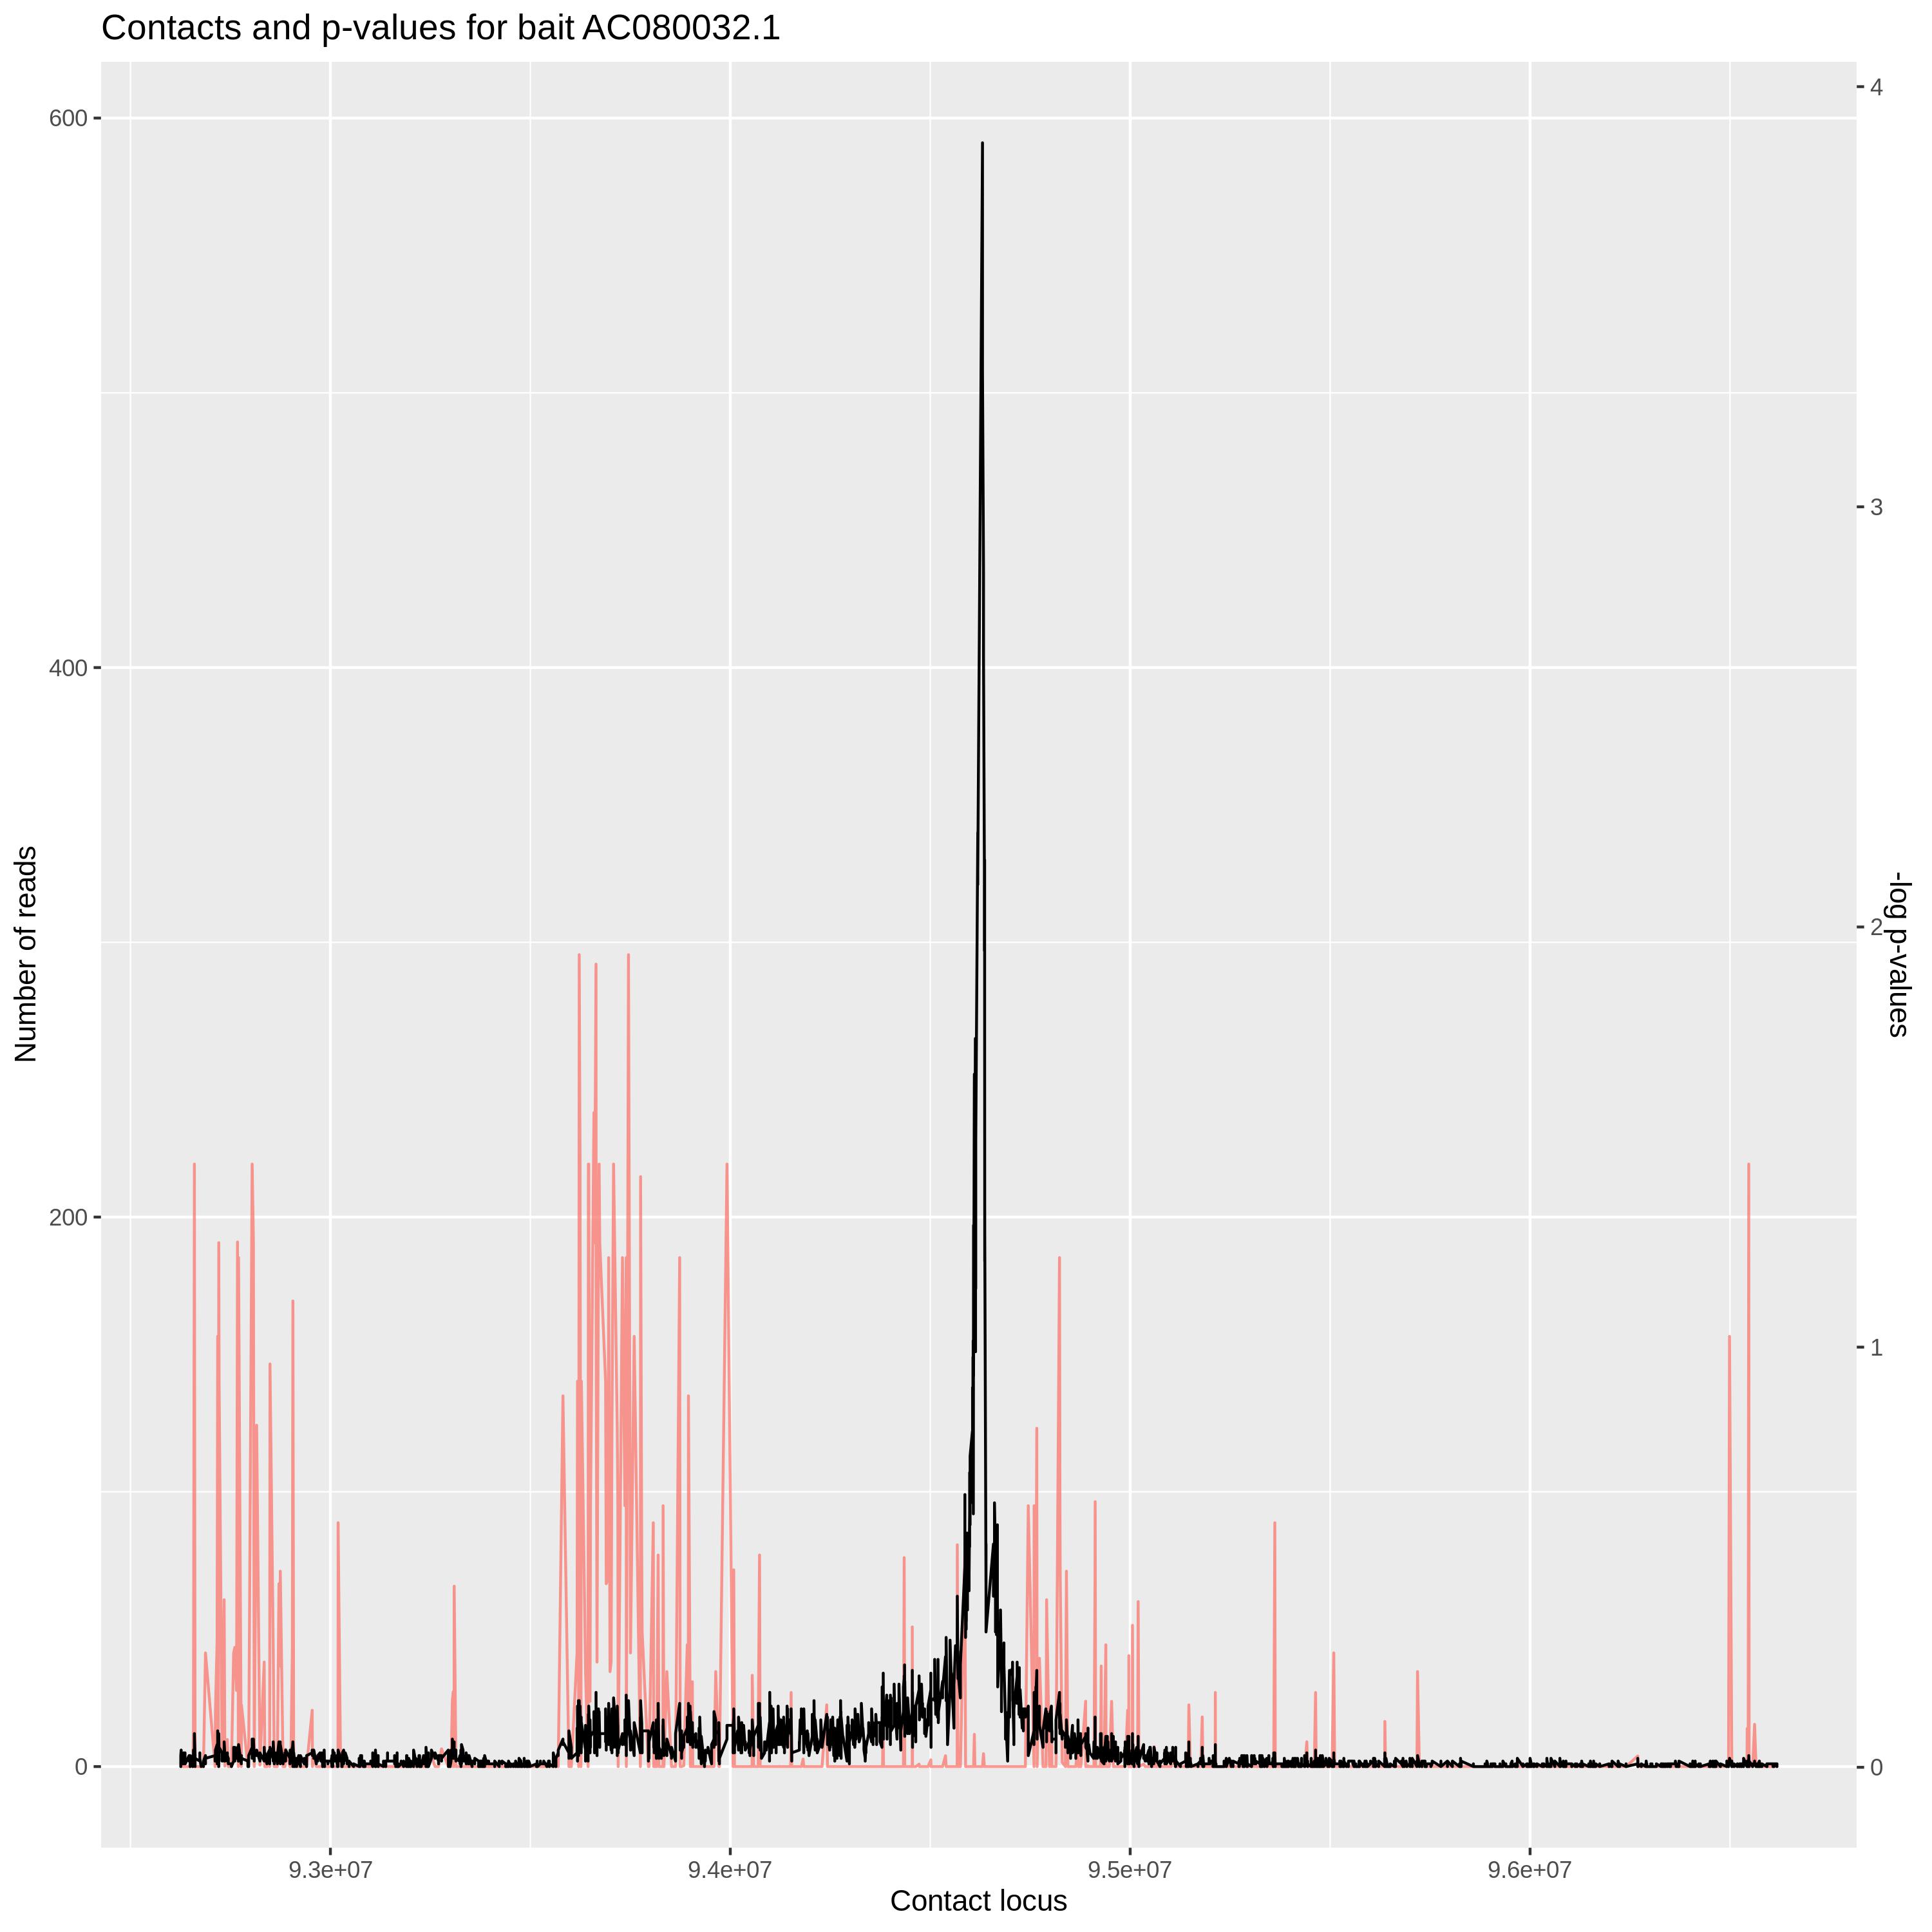 Contacts and p-values for bait AC080032.1
600
400
200
0
Number of reads
4
3
2
1
0
-log p-values
9.3e+07
9.4e+07
9.5e+07
9.6e+07
Contact locus